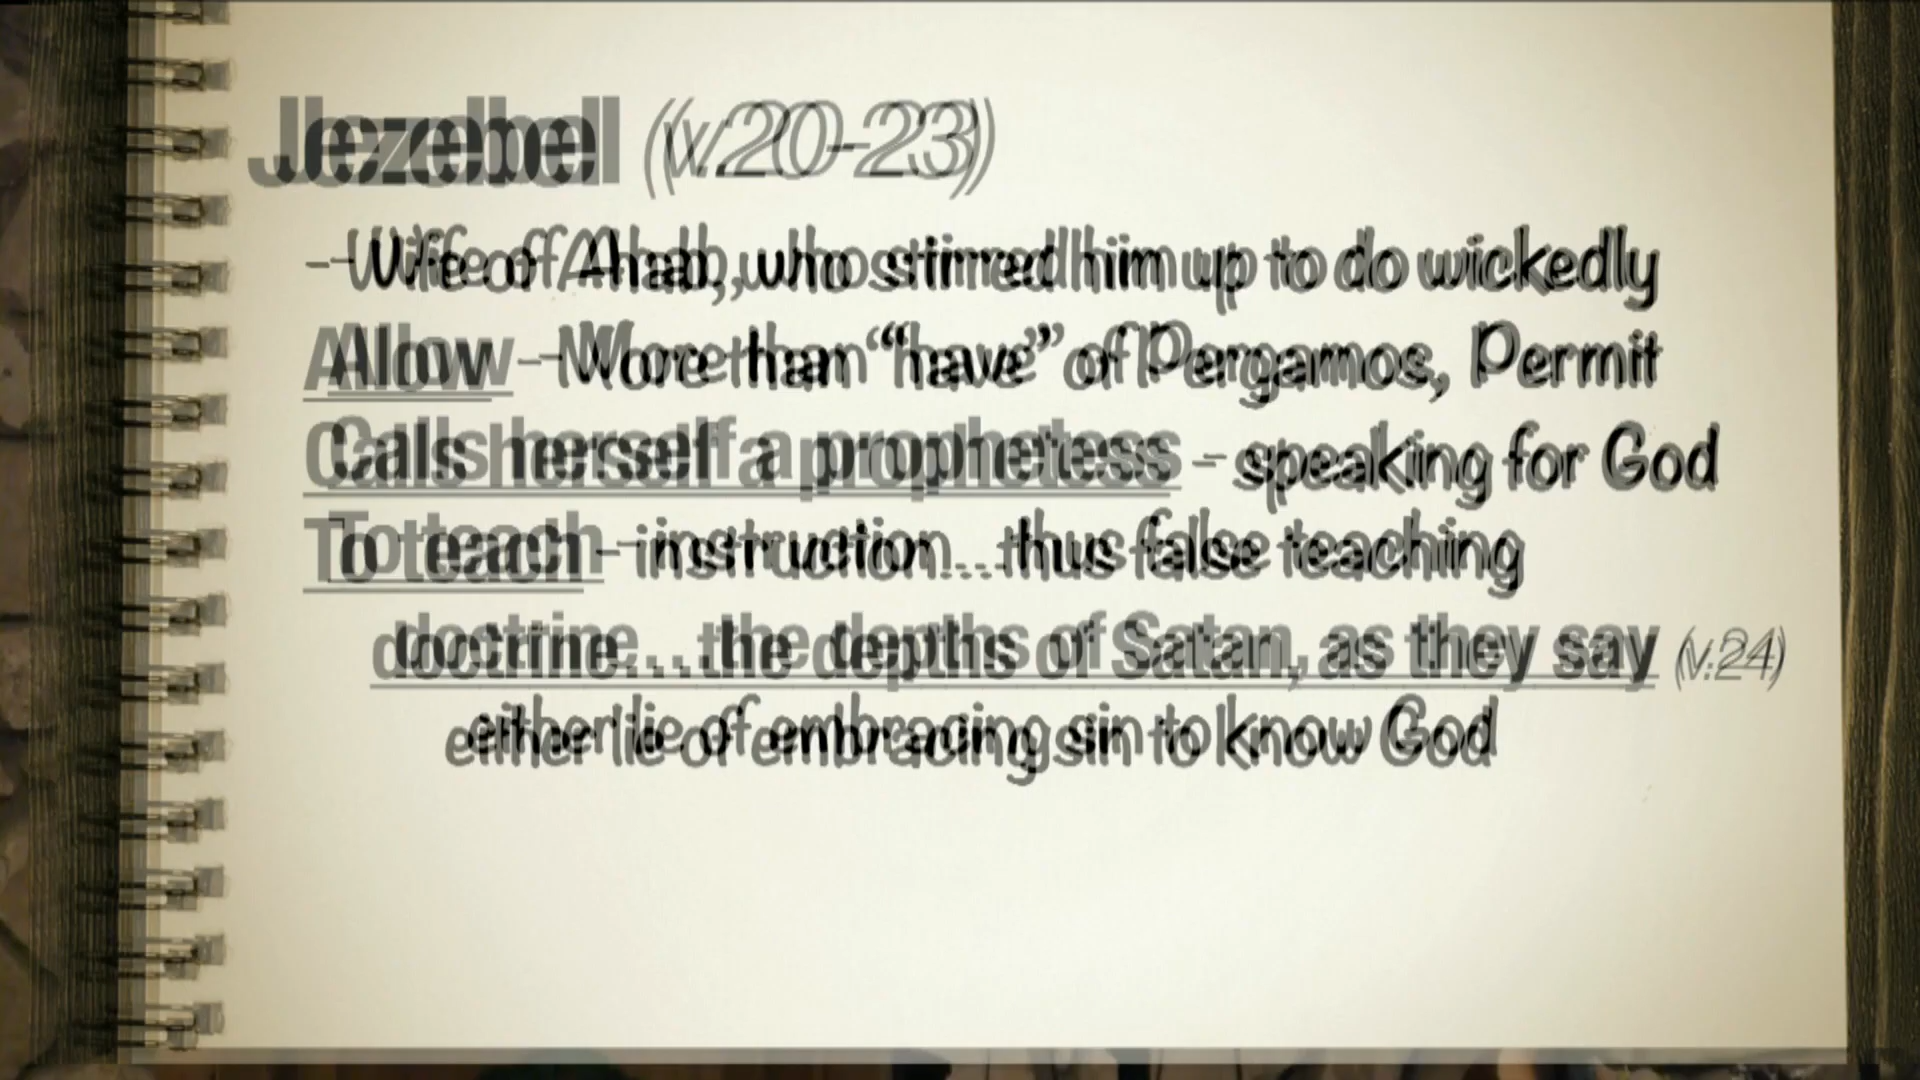 Jezebel (v.20-23)
- Wife of Ahab, who stirred him up to do wickedly
Allow - More than “have” of Pergamos, Permit
Calls herself a prophetess - speaking for God
To teach - instruction...thus false teaching
doctrine...the depths of Satan, as they say (v.24)
either lie of embracing sin to know God